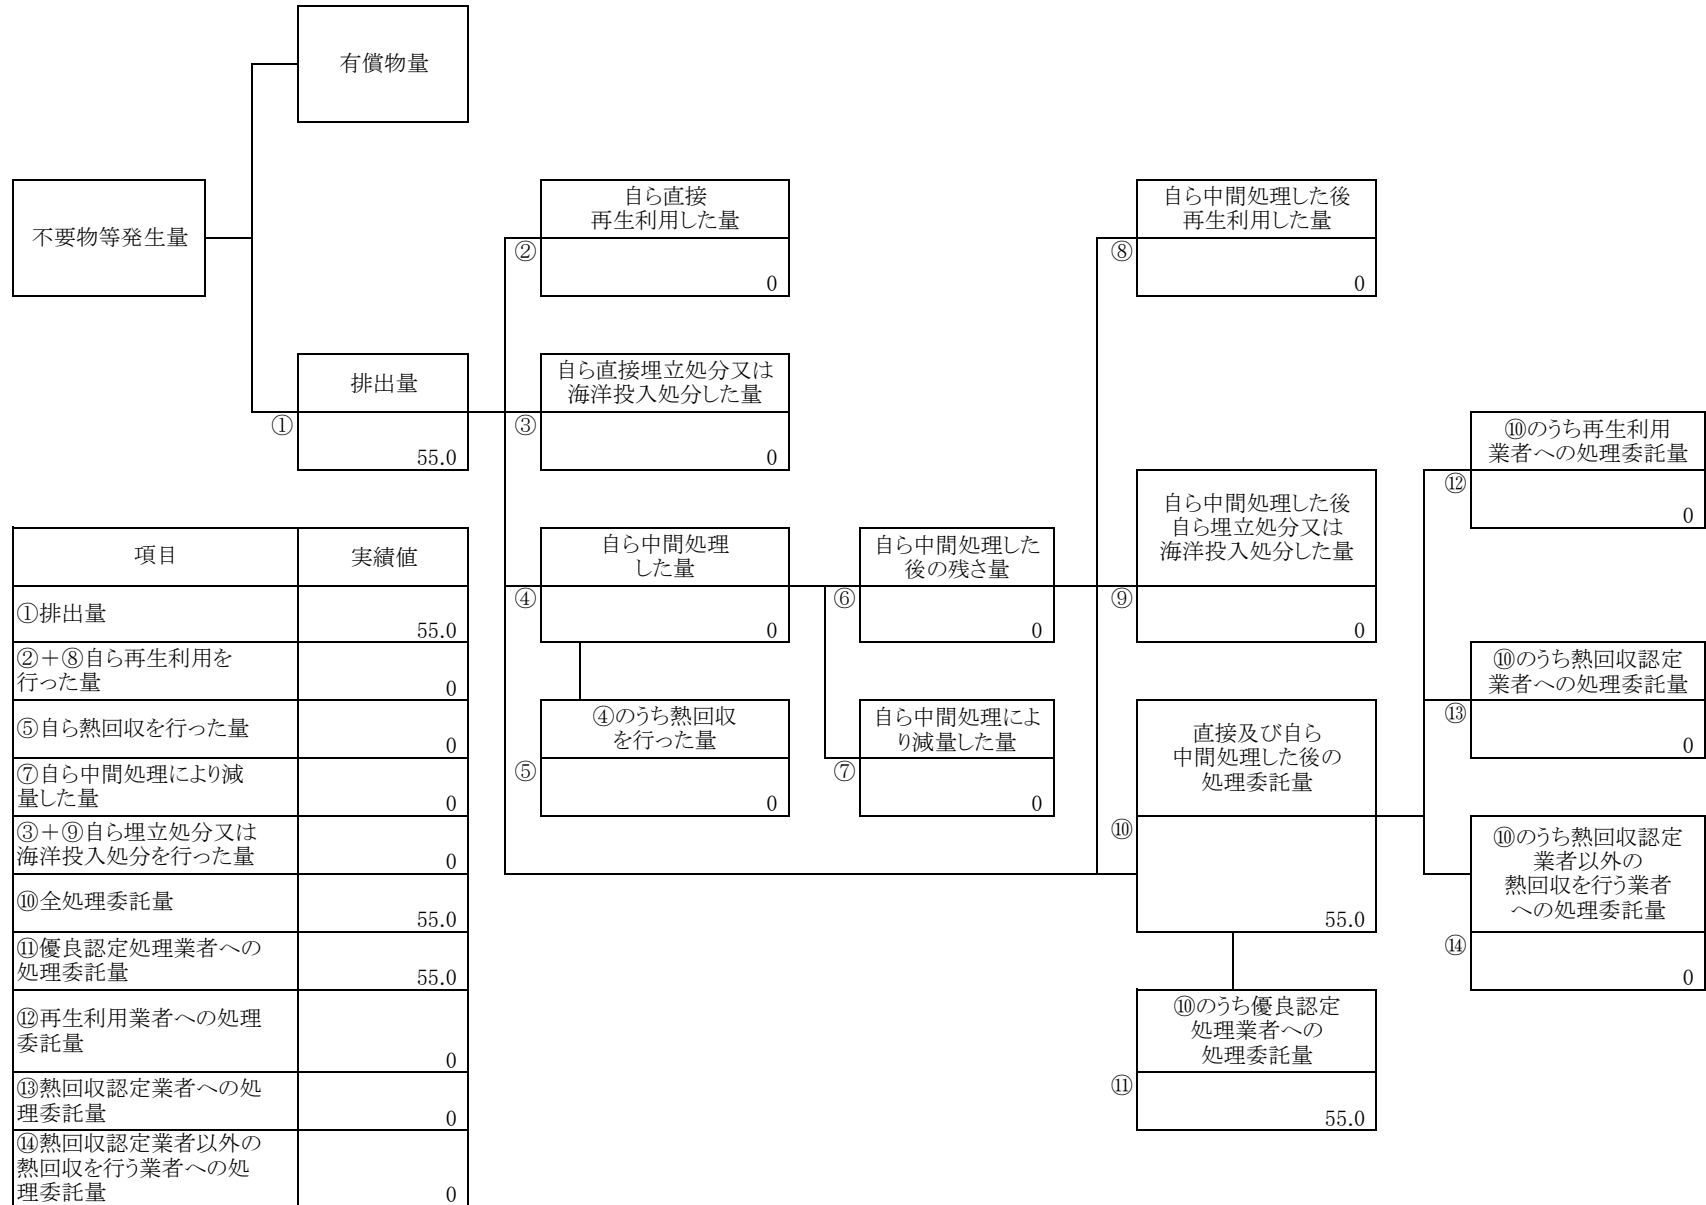 有償物量
不要物等発生量
自ら直接
再生利用した量
②
0
自ら中間処理した後
再生利用した量
⑧
0
排出量
①
55.0
自ら直接埋立処分又は
海洋投入処分した量
③
0
⑩のうち再生利用
業者への処理委託量
⑫
0
自ら中間処理
した量
④
0
自ら中間処理した
後の残さ量
⑥
0
自ら中間処理した後
自ら埋立処分又は
海洋投入処分した量
⑨
0
⑩のうち熱回収認定
業者への処理委託量
⑬
0
④のうち熱回収
を行った量
⑤
0
自ら中間処理によ
り減量した量
⑦
0
直接及び自ら
中間処理した後の
処理委託量
⑩
55.0
⑩のうち熱回収認定
業者以外の
熱回収を行う業者
への処理委託量
⑭
0
⑩のうち優良認定
処理業者への
処理委託量
⑪
55.0
項目 実績値
①排出量
55.0
②+⑧自ら再生利用を
行った量 0
⑤自ら熱回収を行った量
0
⑦自ら中間処理により減
量した量 0
③+⑨自ら埋立処分又は
海洋投入処分を行った量 0
⑩全処理委託量
55.0
⑪優良認定処理業者への
処理委託量 55.0
⑫再生利用業者への処理
委託量 0
⑬熱回収認定業者への処
理委託量 0
⑭熱回収認定業者以外の
熱回収を行う業者への処
理委託量 0